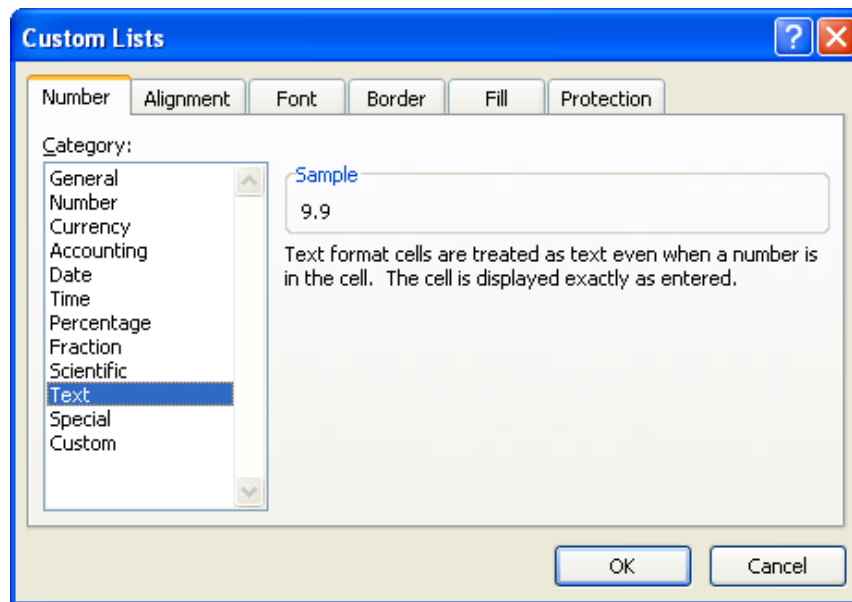 Custom Lists
Number Alignment Font Border Fill Protection
Category:
General
Number
Currency
Accounting
Date
Time
Percentage
Fraction
Scientific
Text
Special
Custom
Sample
9.9
Text format cells are treated as text even when a number is
in the cell. The cell is displayed exactly as entered.
OK Cancel